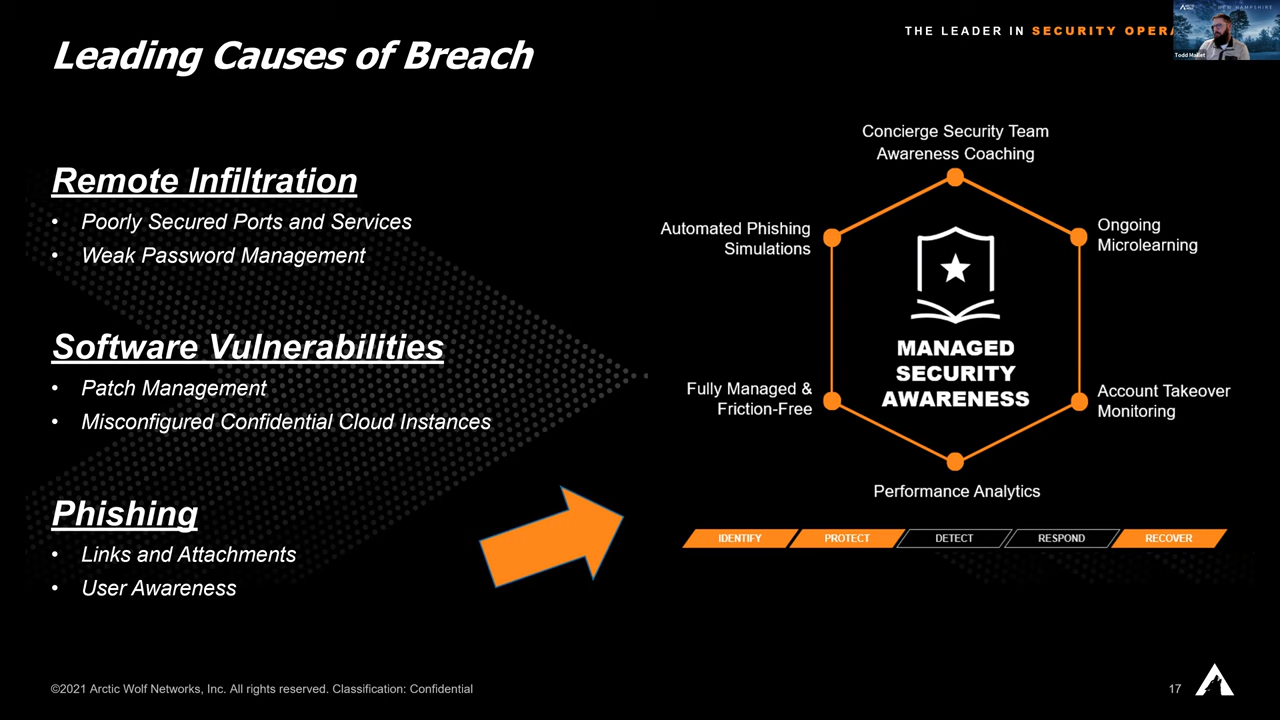 THE LEADER IN SECURITY OPERA
Leading Causes of Breach
Todd Mallet
Remote Infiltration
• Poorly Secured Ports and Services
• Weak Password Management
Software Vulnerabilities
• Patch Management
• Misconfigured Confidential Cloud Instances
Phishing
• Links and Attachments
• User Awareness
Concierge Security Team
Awareness Coaching
Automated Phishing
Simulations
Ongoing
Microlearning
MANAGED
SECURITY
AWARENESS
Fully Managed &
Friction-Free
Account Takeover
Monitoring
Performance Analytics
IDENTIFY
PROTECT
DETECT
RESPOND
RECOVER
©2021 Arctic Wolf Networks, Inc. All rights reserved. Classification: Confidential
17